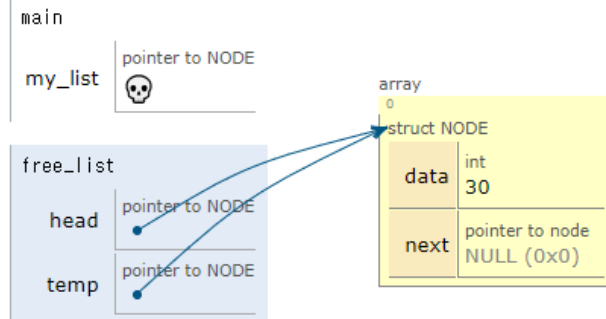 main
my_list
pointer to NODE
free_list
head
pointer to NODE
temp
pointer to NODE
array
0
struct NODE
data
int
30
next
pointer to node
NULL (0x0)